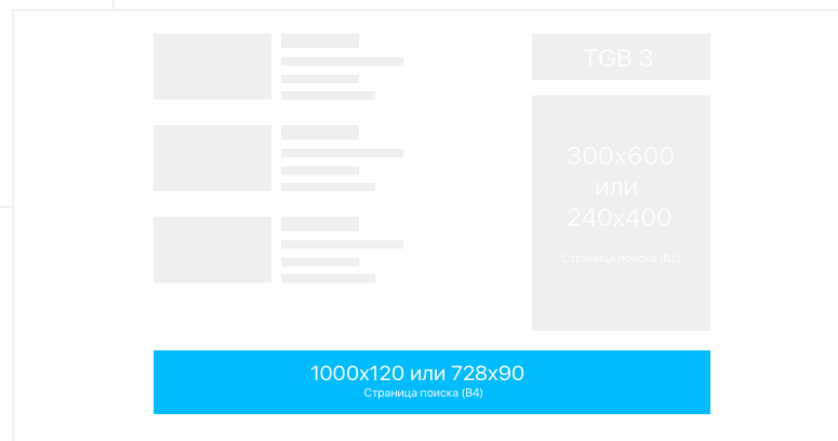 TGB 3
300x600
или
240x400
Страница поиска (B2)
1000x120 или 728x90
Страница поиска (B4)